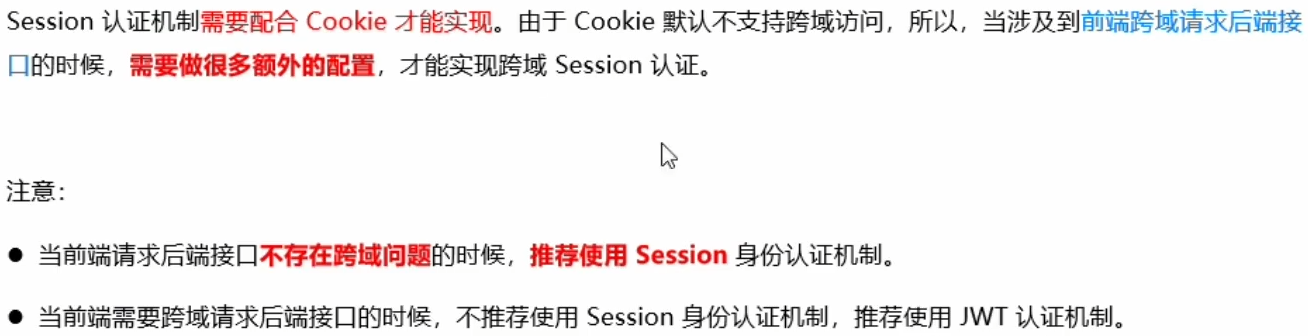 Session 认证机制需要配合 Cookie 才能实现。由于 Cookie 默认不支持跨域访问，所以，当涉及到前端跨域请求后端接
口的时候，需要做很多额外的配置，才能实现跨域 Session 认证。
注意：
● 当前端请求后端接口不存在跨域问题的时候，推荐使用 Session 身份认证机制。
● 当前端需要跨域请求后端接口的时候，不推荐使用 Session 身份认证机制，推荐使用 JWT 认证机制。